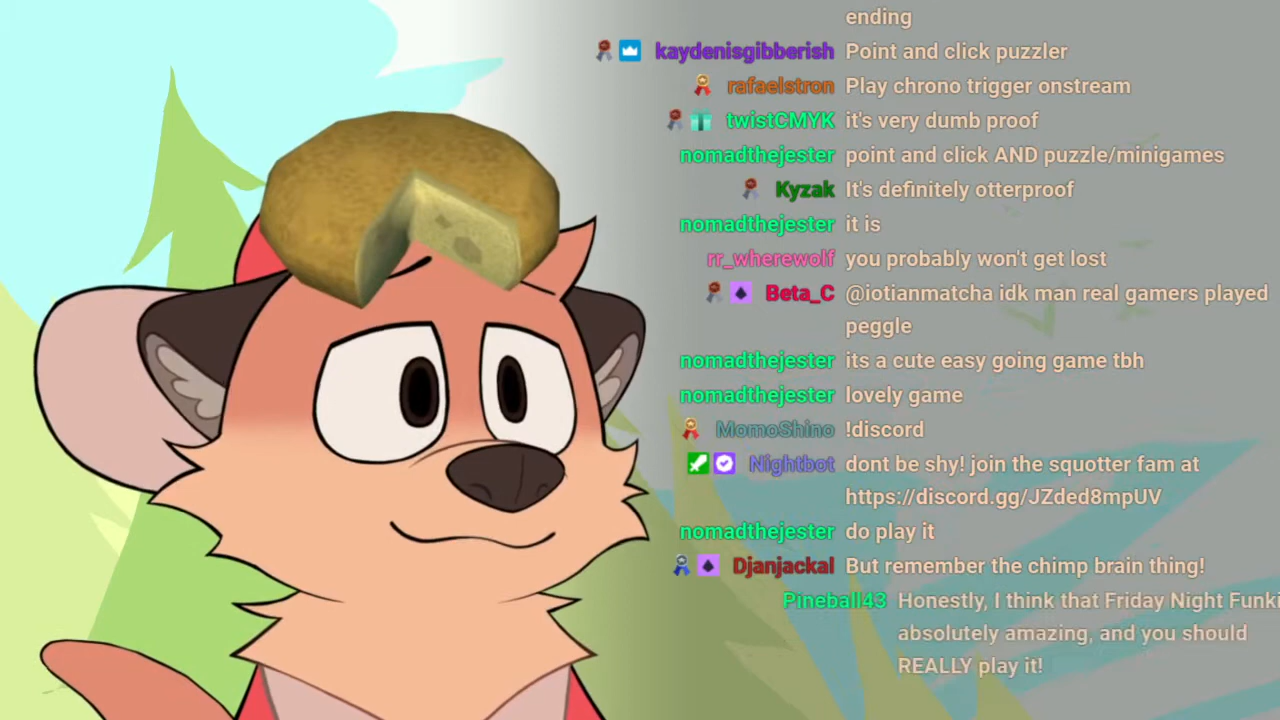 ending
kaydenisgibberish Point and click puzzler
rafaelstron Play chrono trigger onstream
twistCMYK it's very dumb proof
nomadthejester point and click AND puzzle/minigames
Kyzak It's definitely otterproof
nomadthejester it is
rr_wherewolf you probably won't get lost
Beta_C @iotianmatcha idk man real gamers played
peggle
nomadthejester its a cute easy going game tbh
nomadthejester lovely game
MomoShino !discord
Nightbot dont be shy! join the squotter fam at
https://discord.gg/JZded8mpUV
nomadthejester do play it
Djanjackal But remember the chimp brain thing!
Pineball43 Honestly, I think that Friday Night Funki
absolutely amazing, and you should
REALLY play it!